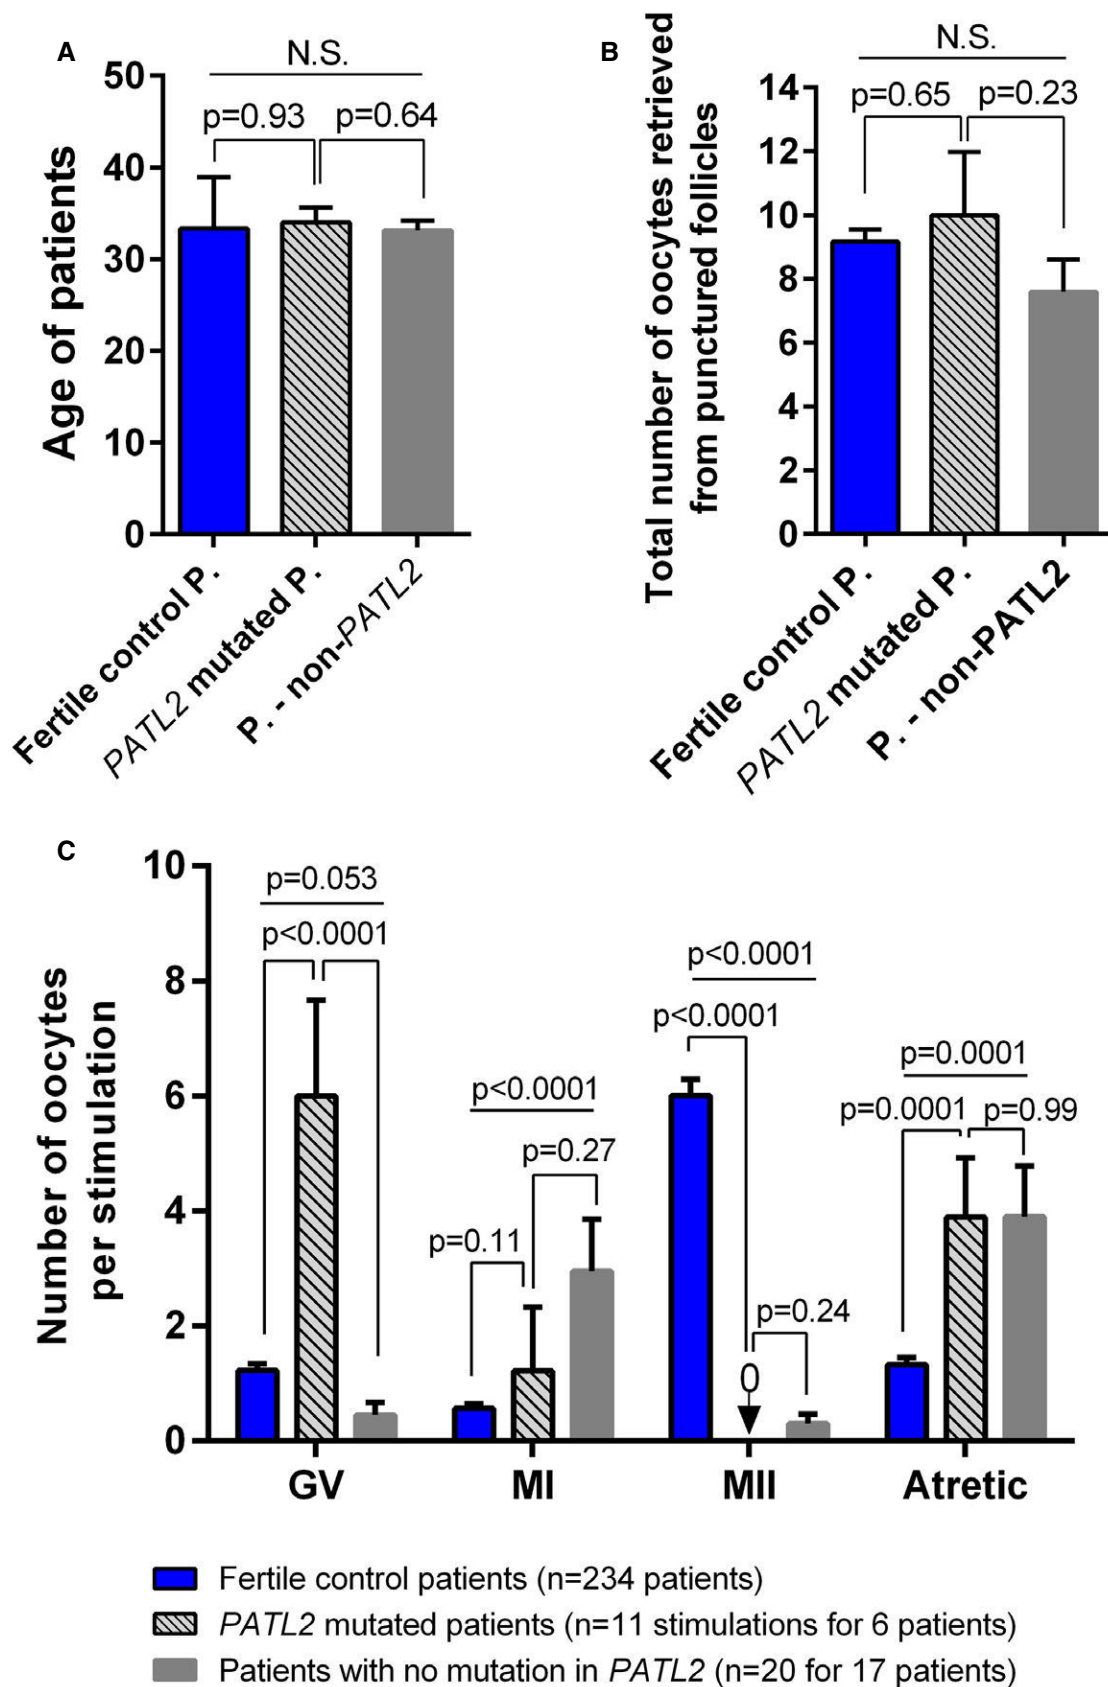 A
N.S.
p=0.93
p=0.64
Age of patients
50
40
30
20
10
0
Fertile control P.
PATL2 mutated P.
P. - non-PATL2
B
N.S.
p=0.65
p=0.23
Total number of oocytes retrieved
from punctured follicles
14
12
10
8
6
4
2
0
Fertile control P.
PATL2 mutated P.
P. - non-PATL2
C
Number of oocytes
per stimulation
10
8
6
4
2
0
p=0.053
p<0.0001
p<0.0001
p=0.11
p=0.27
p<0.0001
p<0.0001
0
p=0.24
p=0.0001
p=0.0001
p=0.99
GV
MI
MII
Atretic
Fertile control patients (n=234 patients)
PATL2 mutated patients (n=11 stimulations for 6 patients)
Patients with no mutation in PATL2 (n=20 for 17 patients)